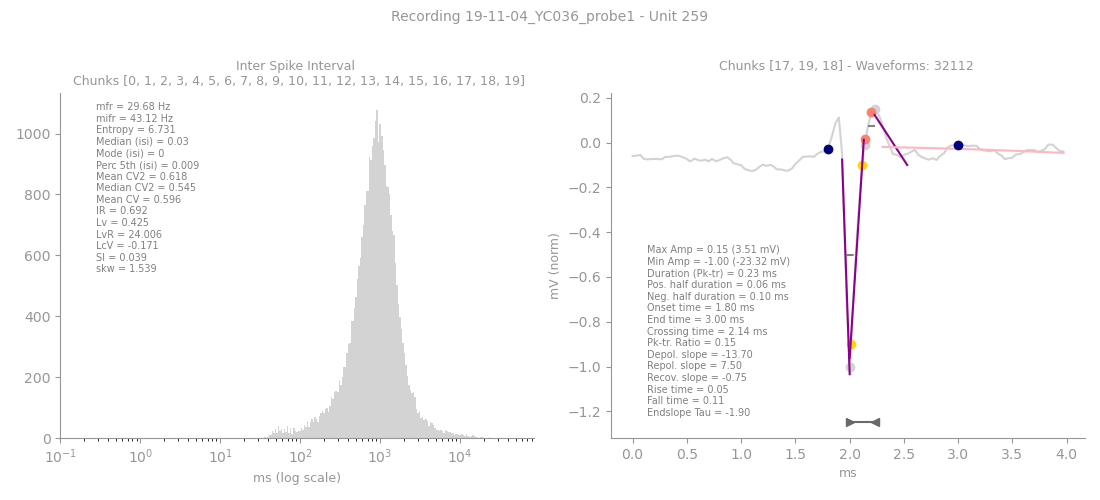 Recording 19-11-04_YC036_probe1 - Unit 259
Inter Spike Interval
Chunks [0, 1, 2, 3, 4, 5, 6, 7, 8, 9, 10, 11, 12, 13, 14, 15, 16, 17, 18, 19]
mfr = 29.68 Hz
mifr = 43.12 Hz
Entropy = 6.731
Median (isi) = 0.03
Mode (isi) = 0
Perc 5th (isi) = 0.009
Mean CV2 = 0.618
Median CV2 = 0.545
Mean CV = 0.596
IR = 0.692
Lv = 0.425
LvR = 24.006
LcV = -0.171
SI = 0.039
skw = 1.539
1000
800
600
400
200
0
10⁻¹ 10⁰ 10¹ 10² 10³ 10⁴
ms (log scale)
Chunks [17, 19, 18] - Waveforms: 32112
mV (norm)
0.2
0.0
−0.2
−0.4
−0.6
−0.8
−1.0
−1.2
Max Amp = 0.15 (3.51 mV)
Min Amp = -1.00 (-23.32 mV)
Duration (Pk-tr) = 0.23 ms
Pos. half duration = 0.06 ms
Neg. half duration = 0.10 ms
Onset time = 1.80 ms
End time = 3.00 ms
Crossing time = 2.14 ms
Pk-tr. Ratio = 0.15
Depol. slope = -13.70
Repol. slope = 7.50
Recov. slope = -0.75
Rise time = 0.05
Fall time = 0.11
Endslope Tau = -1.90
0.0 0.5 1.0 1.5 2.0 2.5 3.0 3.5 4.0
ms